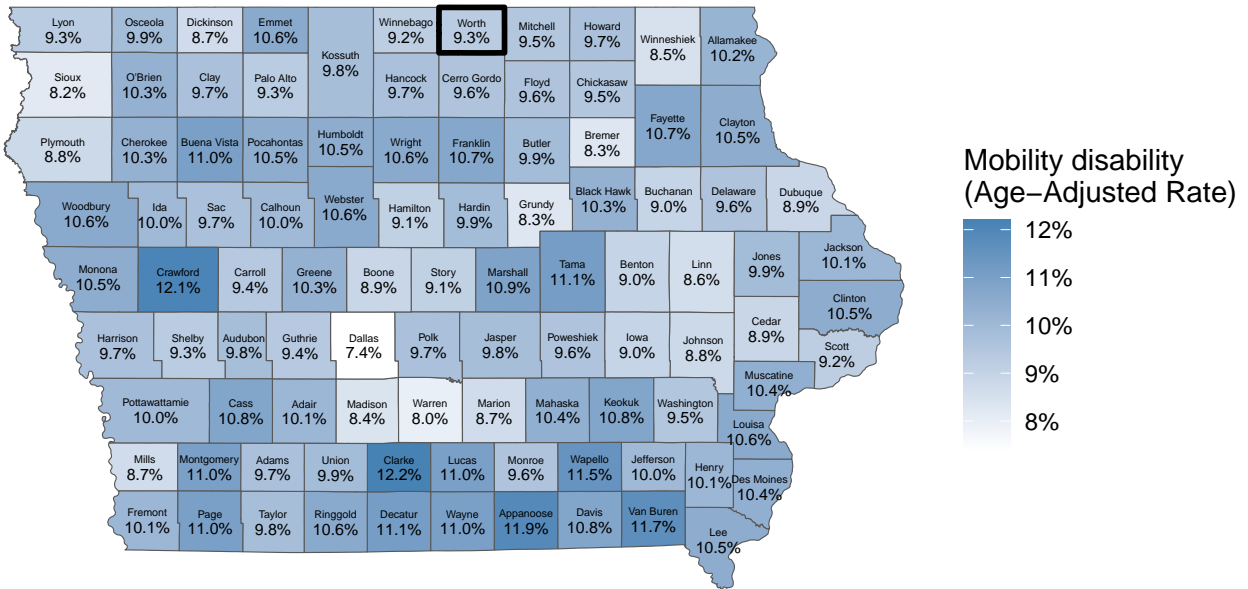 Lyon
9.3%
Osceola
9.9%
Dickinson
8.7%
Emmet
10.6%
Kossuth
9.8%
Winnebago
9.2%
Worth
9.3%
Mitchell
9.5%
Howard
9.7%
Winneshiek
8.5%
Allamakee
10.2%
Sioux
8.2%
O'Brien
10.3%
Clay
9.7%
Palo Alto
9.3%
Hancock
9.7%
Cerro Gordo
9.6%
Floyd
9.6%
Chickasaw
9.5%
Fayette
10.7%
Clayton
10.5%
Plymouth
8.8%
Cherokee
10.3%
Buena Vista
11.0%
Pocahontas
10.5%
Humboldt
10.5%
Wright
10.6%
Franklin
10.7%
Butler
9.9%
Bremer
8.3%
Woodbury
10.6%
Ida
10.0%
Sac
9.7%
Calhoun
10.0%
Webster
10.6%
Hamilton
9.1%
Hardin
9.9%
Grundy
8.3%
Black Hawk
10.3%
Buchanan
9.0%
Delaware
9.6%
Dubuque
8.9%
Monona
10.5%
Crawford
12.1%
Carroll
9.4%
Greene
10.3%
Boone
8.9%
Story
9.1%
Marshall
10.9%
Tama
11.1%
Benton
9.0%
Linn
8.6%
Jones
9.9%
Jackson
10.1%
Clinton
10.5%
Harrison
9.7%
Shelby
9.3%
Audubon
9.8%
Guthrie
9.4%
Dallas
7.4%
Polk
9.7%
Jasper
9.8%
Poweshiek
9.6%
Iowa
9.0%
Johnson
8.8%
Cedar
8.9%
Scott
9.2%
Muscatine
10.4%
Pottawattamie
10.0%
Cass
10.8%
Adair
10.1%
Madison
8.4%
Warren
8.0%
Marion
8.7%
Mahaska
10.4%
Keokuk
10.8%
Washington
9.5%
Louisa
10.6%
Mills
8.7%
Montgomery
11.0%
Adams
9.7%
Union
9.9%
Clarke
12.2%
Lucas
11.0%
Monroe
9.6%
Wapello
11.5%
Jefferson
10.0%
Henry
10.1%
Des Moines
10.4%
Fremont
10.1%
Page
11.0%
Taylor
9.8%
Ringgold
10.6%
Decatur
11.1%
Wayne
11.0%
Appanoose
11.9%
Davis
10.8%
Van Buren
11.7%
Lee
10.5%
Mobility disability
(Age−Adjusted Rate)
12%
11%
10%
9%
8%